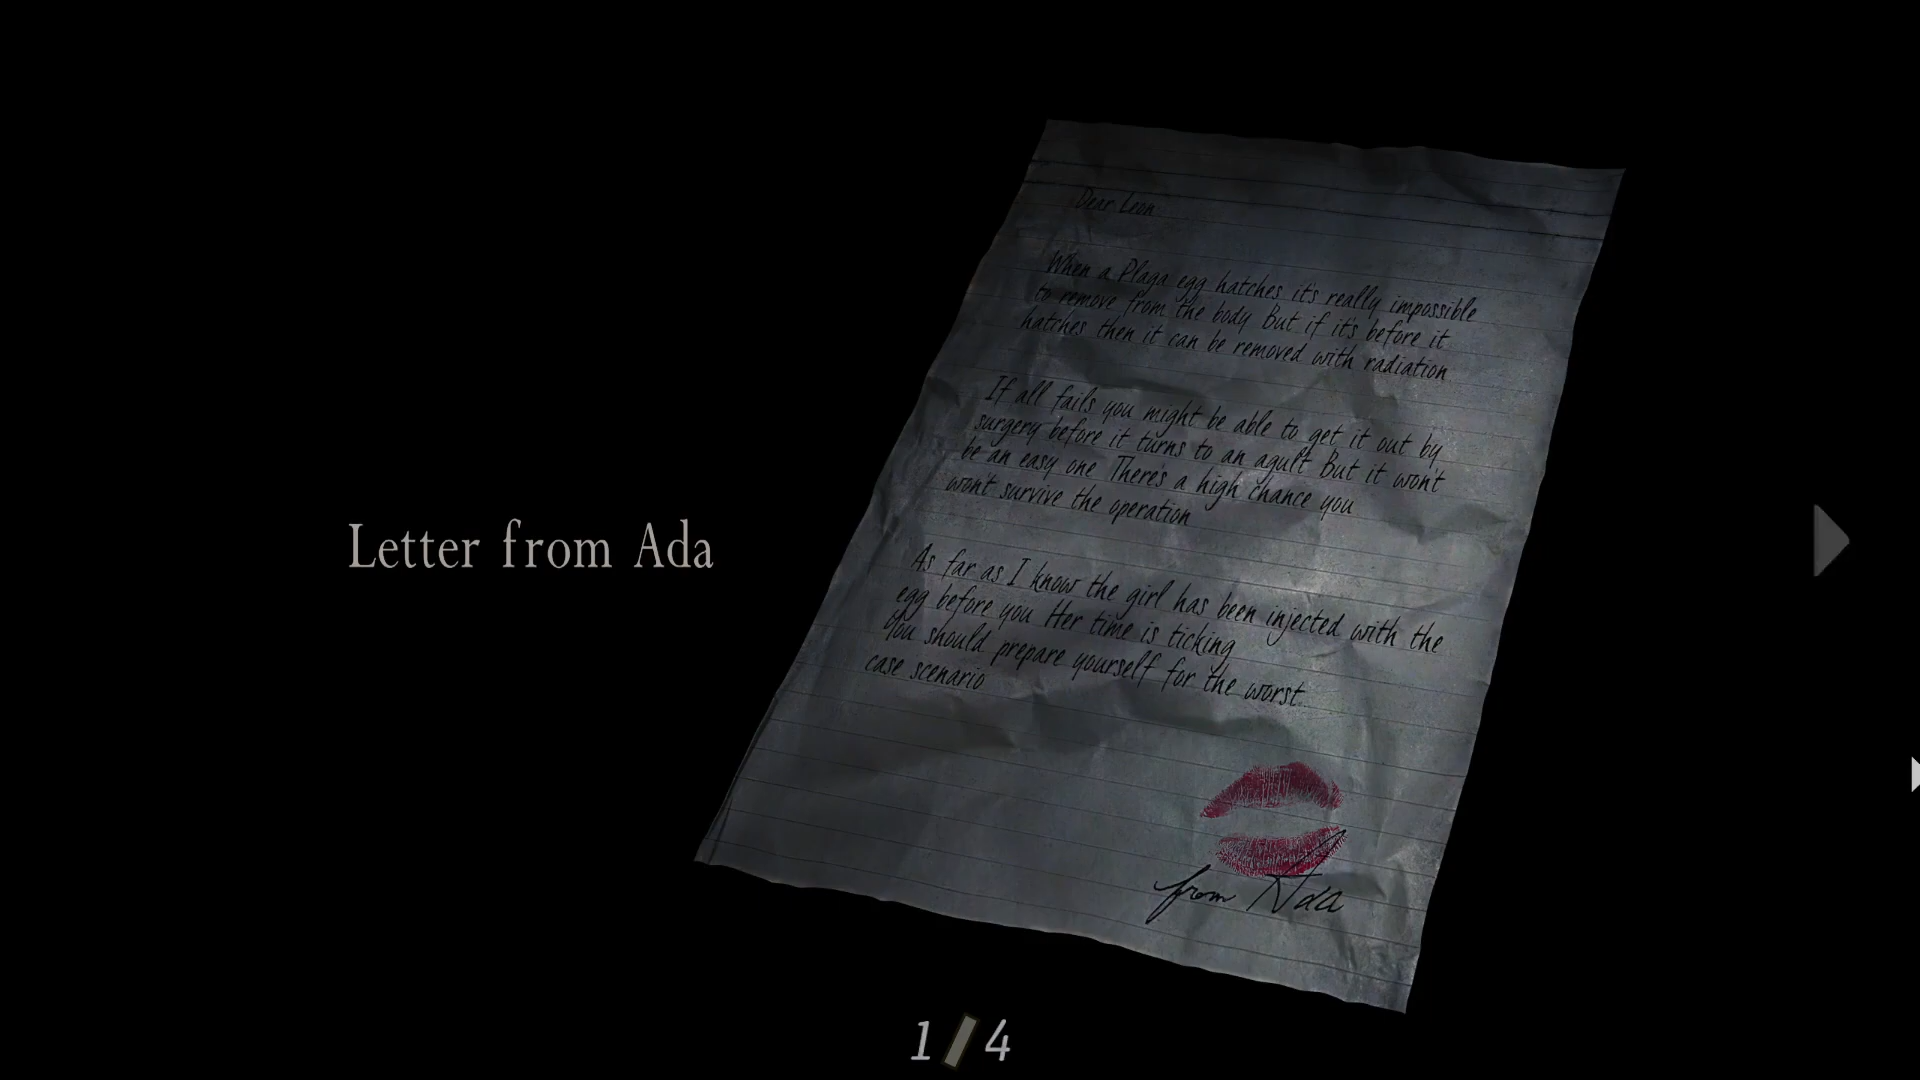 Letter from Ada
Dear Leon
When a Plaga egg hatches it's really impossible
to remove from the body But if it's before it
hatches then it can be removed with radiation
If all fails you might be able to get it out by
surgery before it turns to an agult But it won't
be an easy one There's a high chance you
won't survive the operation
As far as I know the girl has been injected with the
egg before you Her time is ticking
You should prepare yourself for the worst
case scenario
from Ada
1/4